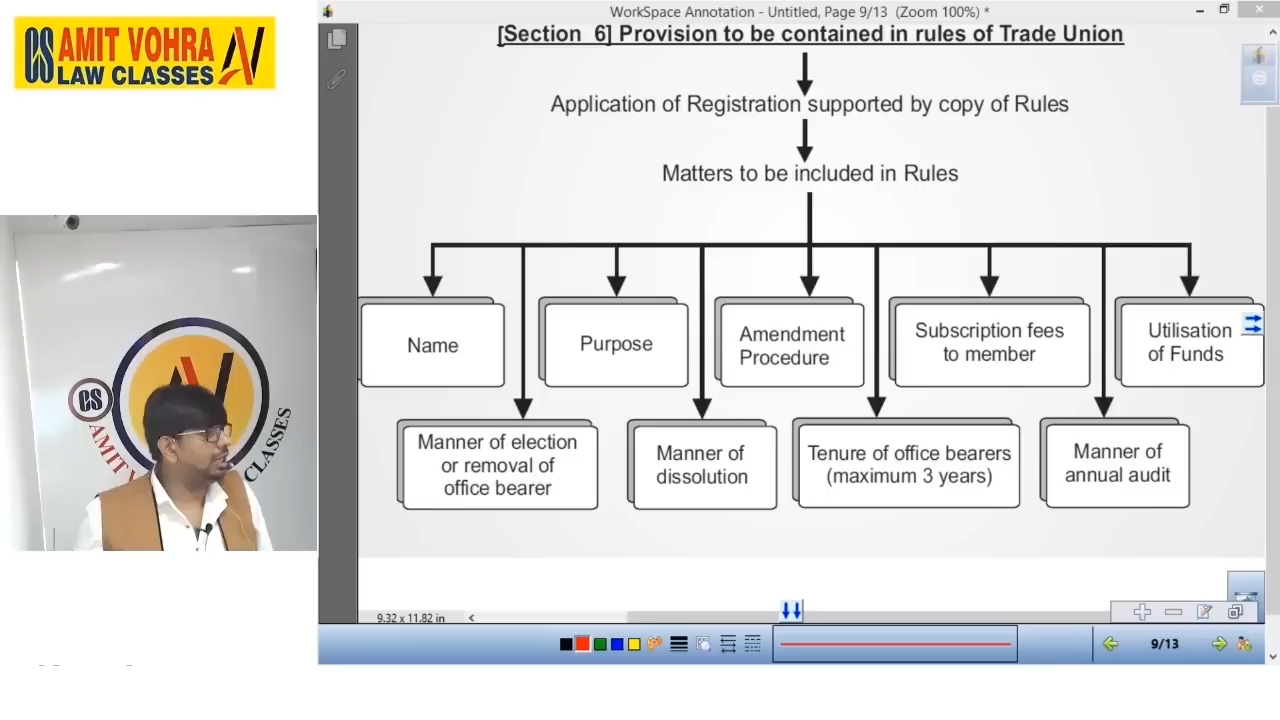 CS AMIT VOHRA
LAW CLASSES
WorkSpace Annotation - Untitled, Page 9/13 (Zoom 100%) *
[Section 6] Provision to be contained in rules of Trade Union
Application of Registration supported by copy of Rules
Matters to be included in Rules
Name
Purpose
Amendment
Procedure
Subscription fees
to member
Utilisation
of Funds
Manner of election
or removal of
office bearer
Manner of
dissolution
Tenure of office bearers
(maximum 3 years)
Manner of
annual audit
CS
AV
CLASSES
9.32 x 11.82 in
9/13